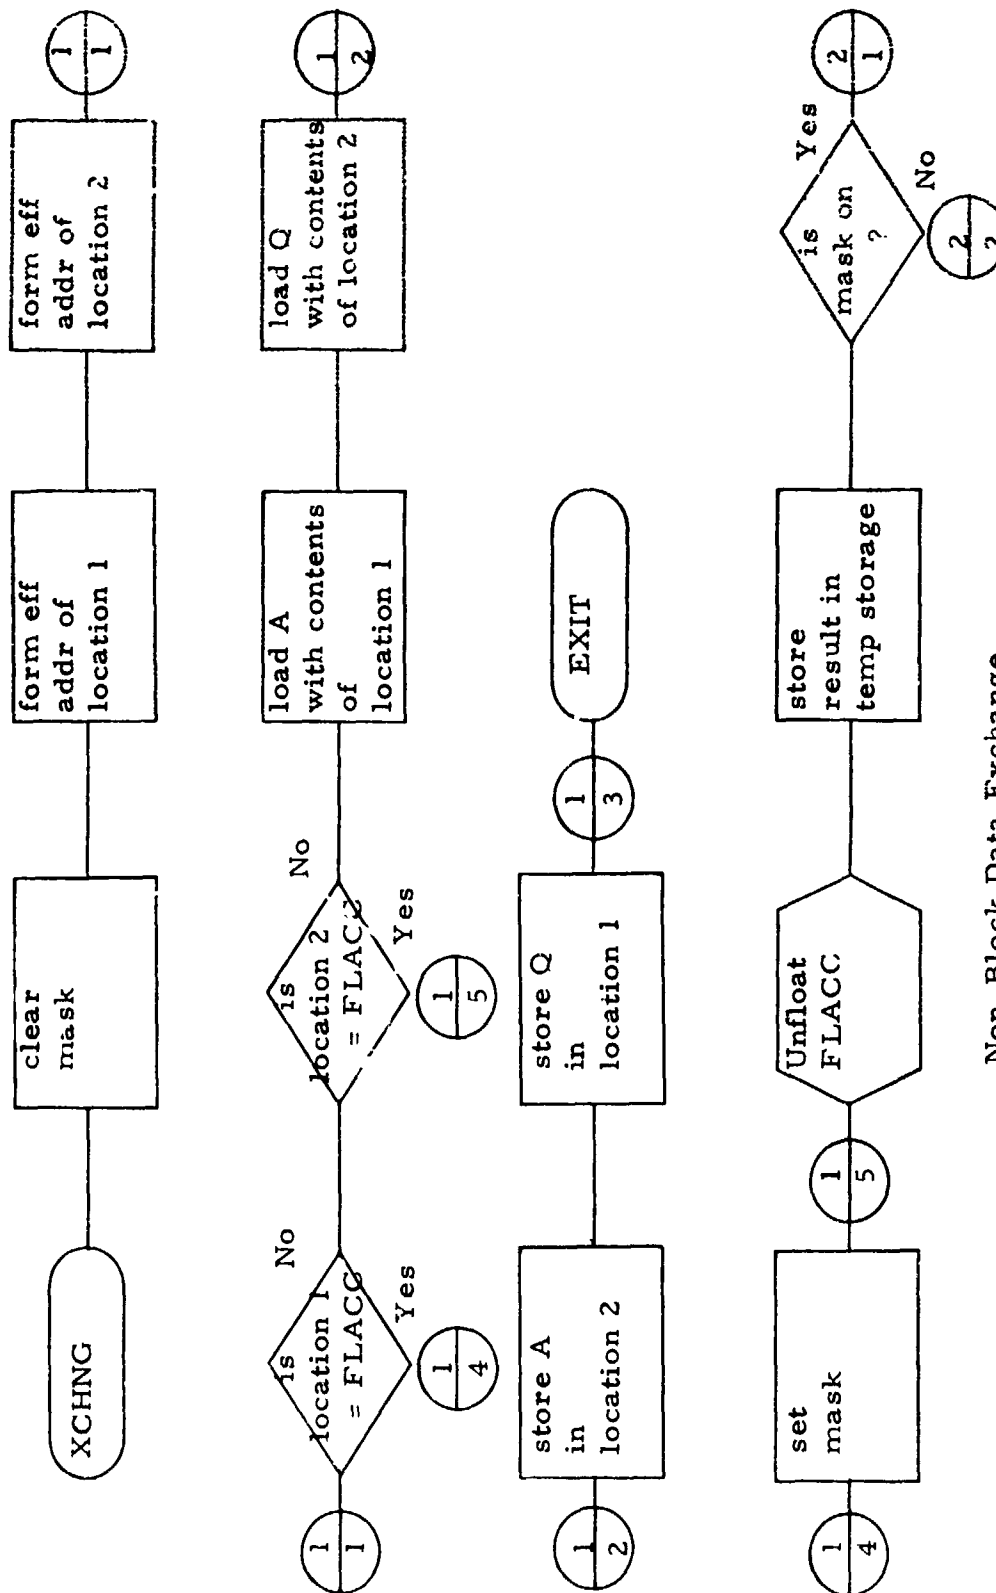 XCHNG
clear
mask
form eff
addr of
location 1
form eff
addr of
location 2
1
1
1
1
is
location 1
= FLACC
No
Yes
1
4
is
location 2
= FLACC
No
Yes
1
5
load A
with contents
of
location 1
load Q
with contents
of location 2
1
2
1
2
store A
in
location 2
store Q
in
location 1
1
3
EXIT
1
4
set
mask
1
5
Unfloat
FLACC
store
result in
temp storage
is
mask on
?
Yes
2
1
No
2
Non-Block Data Exchange